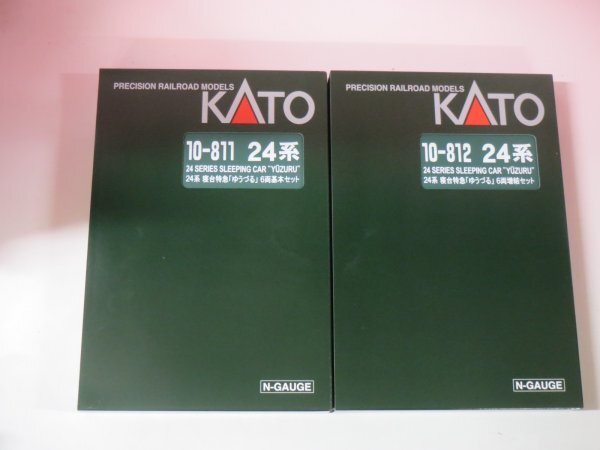 PRECISION RAILROAD MODELS
KATO
10-811 24系
24 SERIES SLEEPING CAR "YŪZURU"
24系 寝台特急「ゆうづる」 6両基本セット
N-GAUGE
PRECISION RAILROAD MODELS
KATO
10-812 24系
24 SERIES SLEEPING CAR "YŪZURU"
24系 寝台特急「ゆうづる」 6両増結セット
N-GAUGE